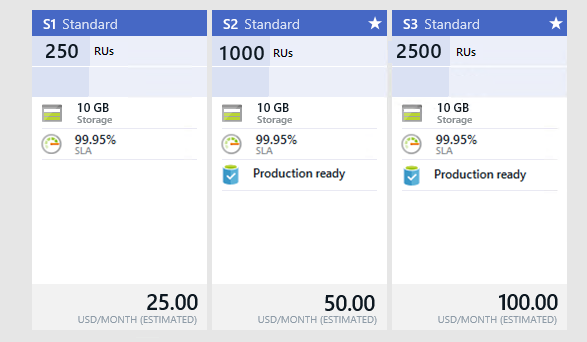 S1 Standard
250 RUs
10 GB
Storage
99.95%
SLA
25.00
USD/MONTH (ESTIMATED)
S2 Standard
1000 RUs
10 GB
Storage
99.95%
SLA
Production ready
50.00
USD/MONTH (ESTIMATED)
S3 Standard
2500 RUs
10 GB
Storage
99.95%
SLA
Production ready
100.00
USD/MONTH (ESTIMATED)